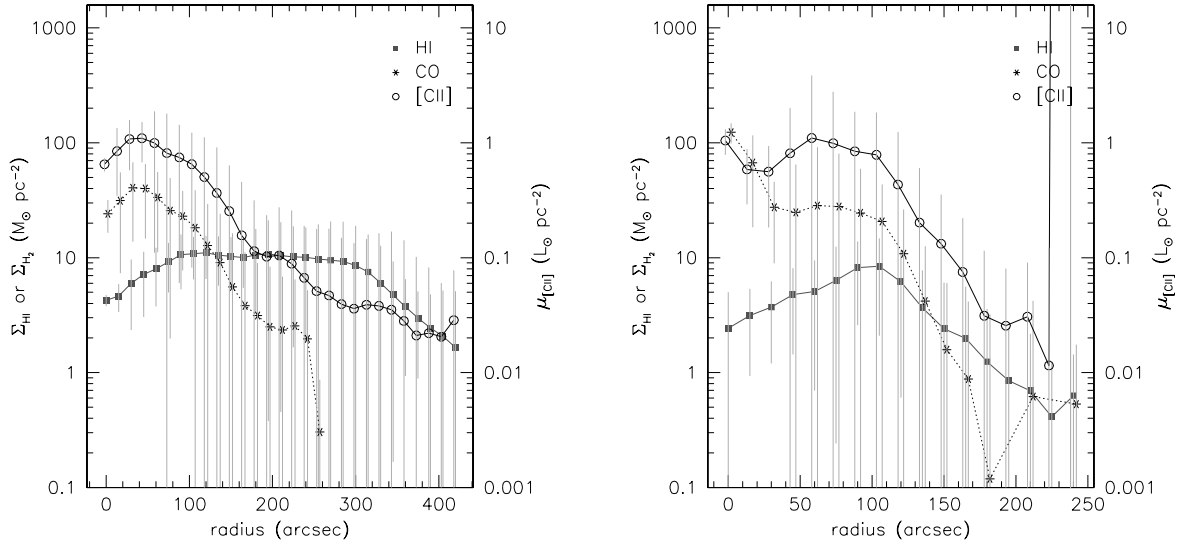 1000
100
10
1
0.1
Σ_HI or Σ_H₂ (M⊙ pc⁻²)
HI
CO
[CII]
10
1
0.1
0.01
0.001
μ_[CII] (L⊙ pc⁻²)
0 100 200 300 400
radius (arcsec)
1000
100
10
1
0.1
Σ_HI or Σ_H₂ (M⊙ pc⁻²)
HI
CO
[CII]
10
1
0.1
0.01
0.001
μ_[CII] (L⊙ pc⁻²)
0 50 100 150 200 250
radius (arcsec)